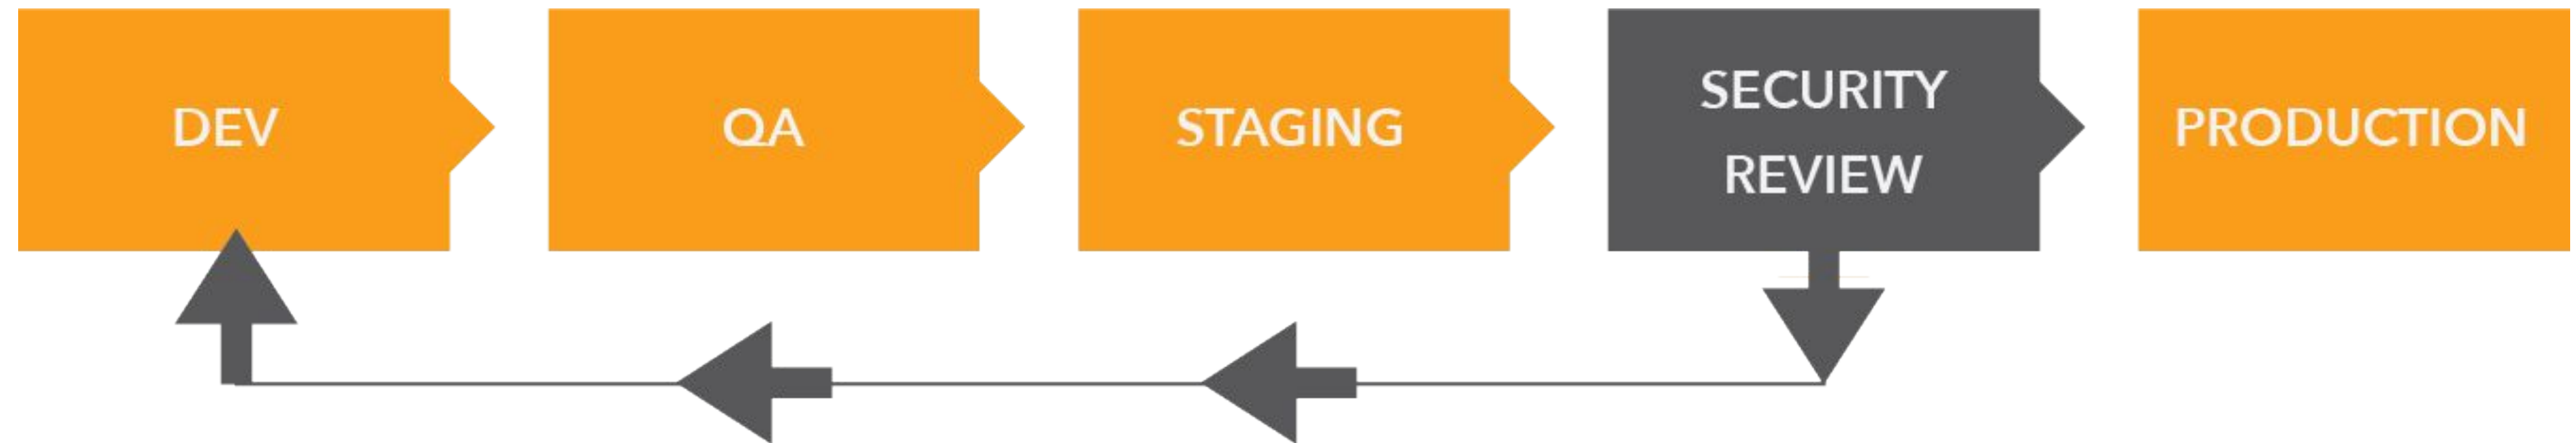 DEV
QA
STAGING
SECURITY
REVIEW
PRODUCTION